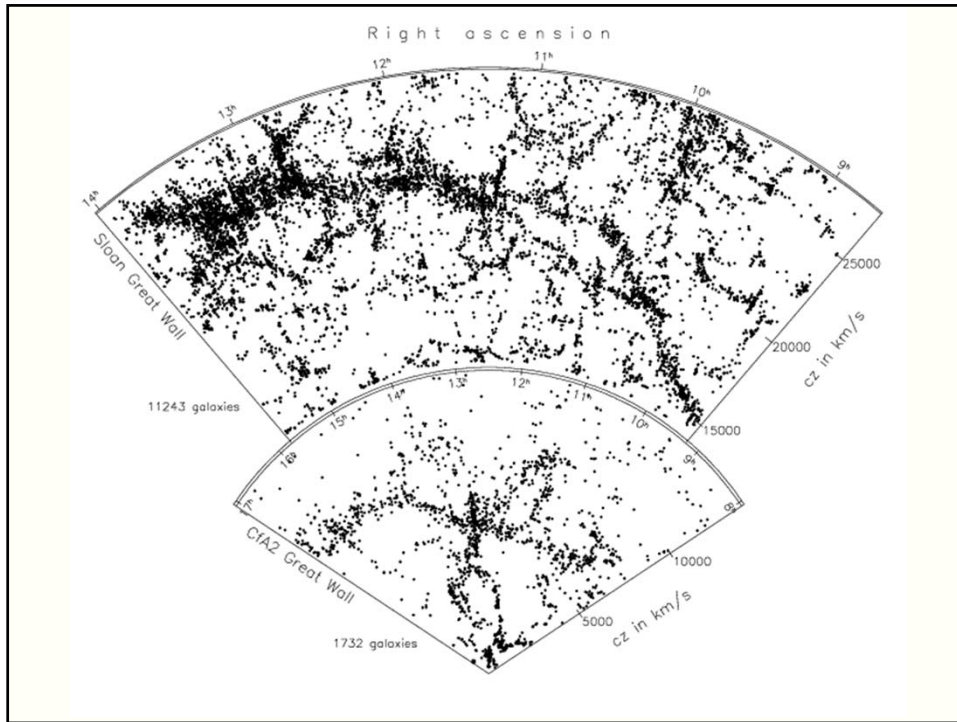 Right ascension
14ʰ
13ʰ
12ʰ
11ʰ
10ʰ
9ʰ
Sloan Great Wall
25000
20000
15000
cz in km/s
11243 galaxies
16ʰ
15ʰ
14ʰ
13ʰ
12ʰ
11ʰ
10ʰ
9ʰ
8ʰ
CfA2 Great Wall
10000
5000
cz in km/s
1732 galaxies